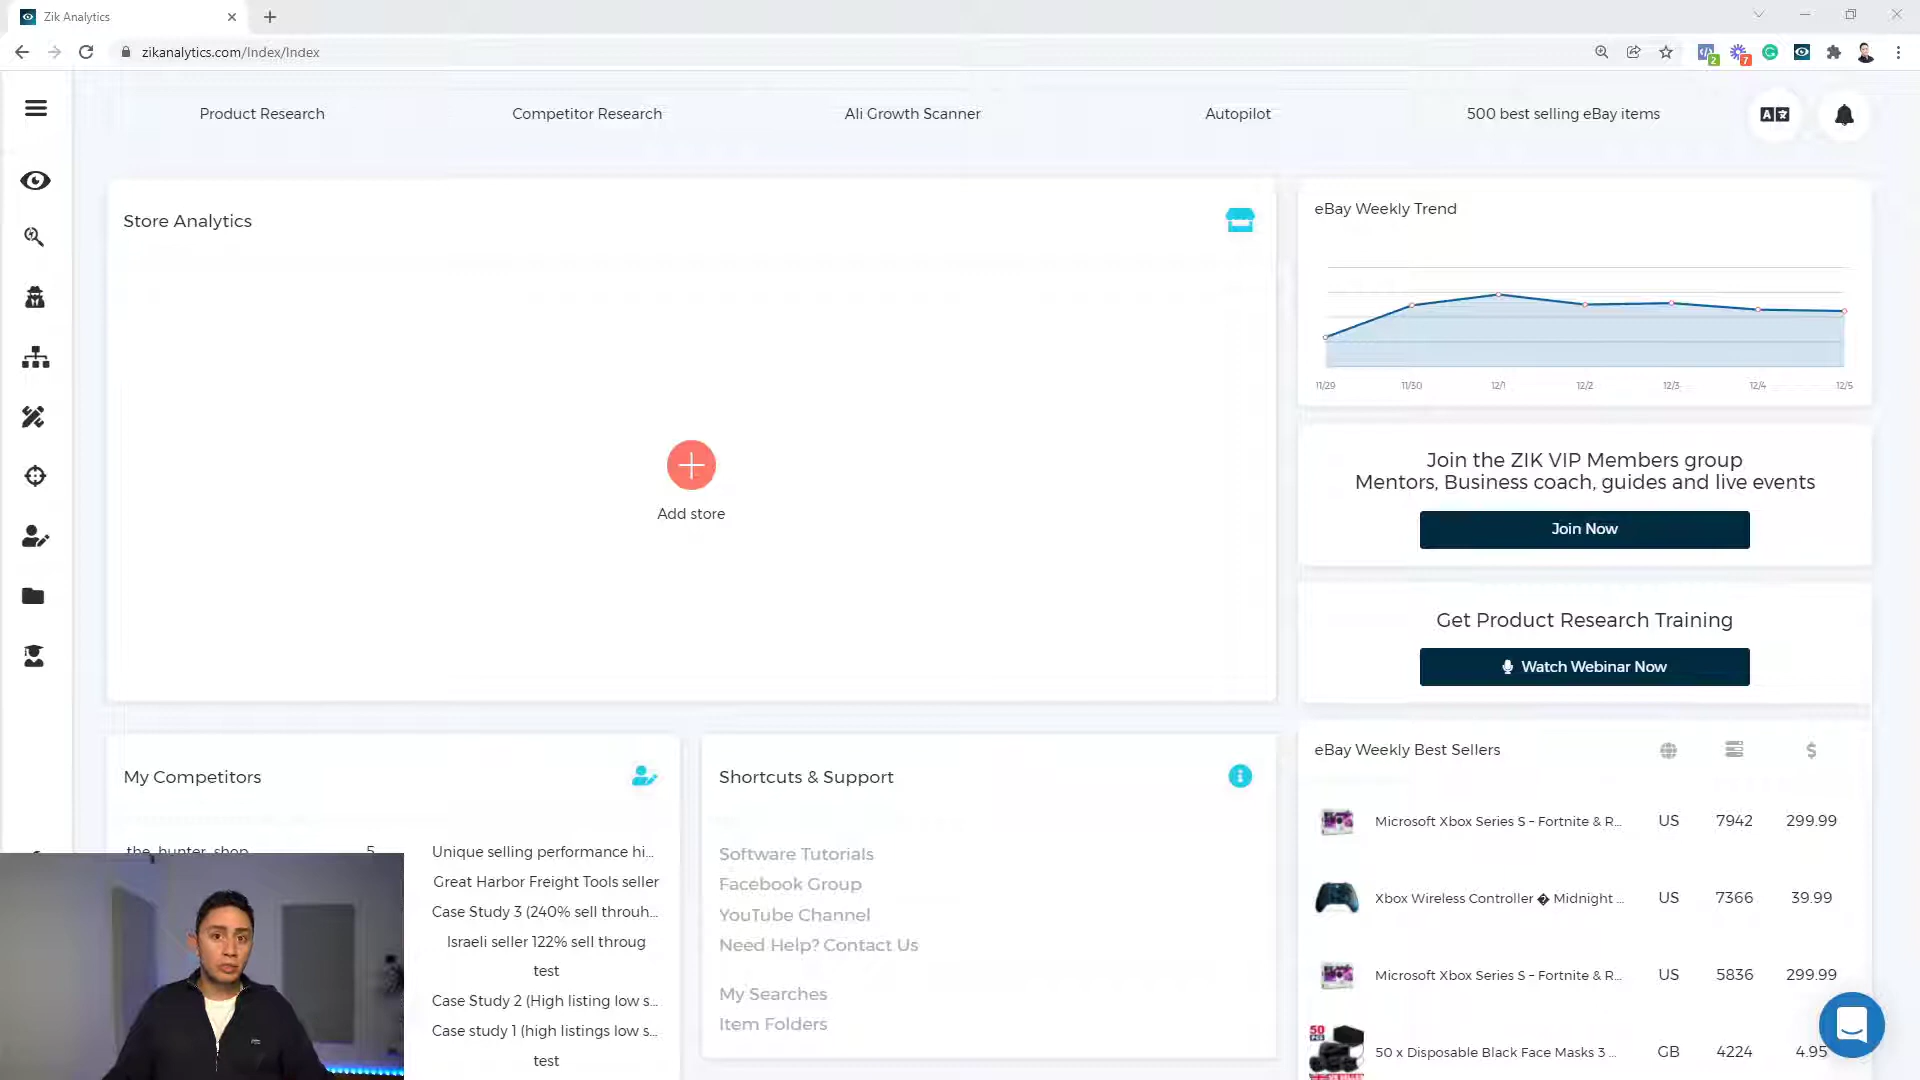 Zik Analytics
zikanalytics.com/Index/Index
2
7
Product Research
Competitor Research
Ali Growth Scanner
Autopilot
500 best selling eBay items
Store Analytics
Add store
eBay Weekly Trend
11/29 11/30 12/1 12/2 12/3 12/4 12/5
Join the ZIK VIP Members group
Mentors, Business coach, guides and live events
Join Now
Get Product Research Training
Watch Webinar Now
My Competitors
the_hunter_shop 5
Unique selling performance hi...
Great Harbor Freight Tools seller
Case Study 3 (240% sell throuh...
Israeli seller 122% sell throug
test
Case Study 2 (High listing low s...
Case study 1 (high listings low s...
test
Shortcuts & Support
Software Tutorials
Facebook Group
YouTube Channel
Need Help? Contact Us
My Searches
Item Folders
eBay Weekly Best Sellers $
Microsoft Xbox Series S – Fortnite & R... US 7942 299.99
Xbox Wireless Controller � Midnight ... US 7366 39.99
Microsoft Xbox Series S – Fortnite & R... US 5836 299.99
50 PCS
50 x Disposable Black Face Masks 3 ... GB 4224 4.95